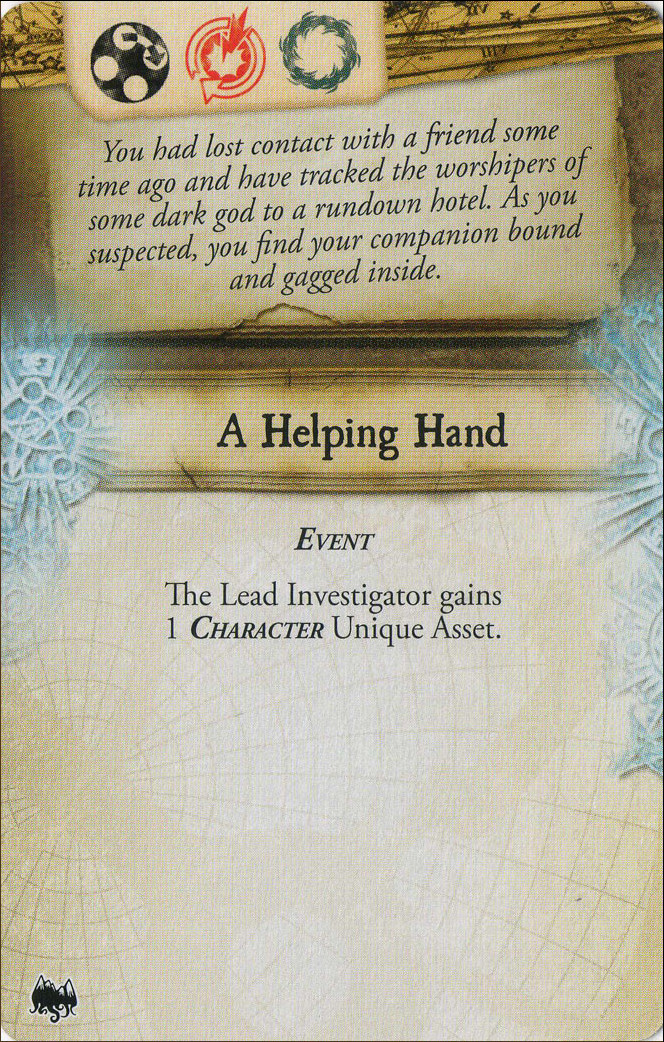 You had lost contact with a friend some
time ago and have tracked the worshipers of
some dark god to a rundown hotel. As you
suspected, you find your companion bound
and gagged inside.
A Helping Hand
EVENT
The Lead Investigator gains
1 CHARACTER Unique Asset.